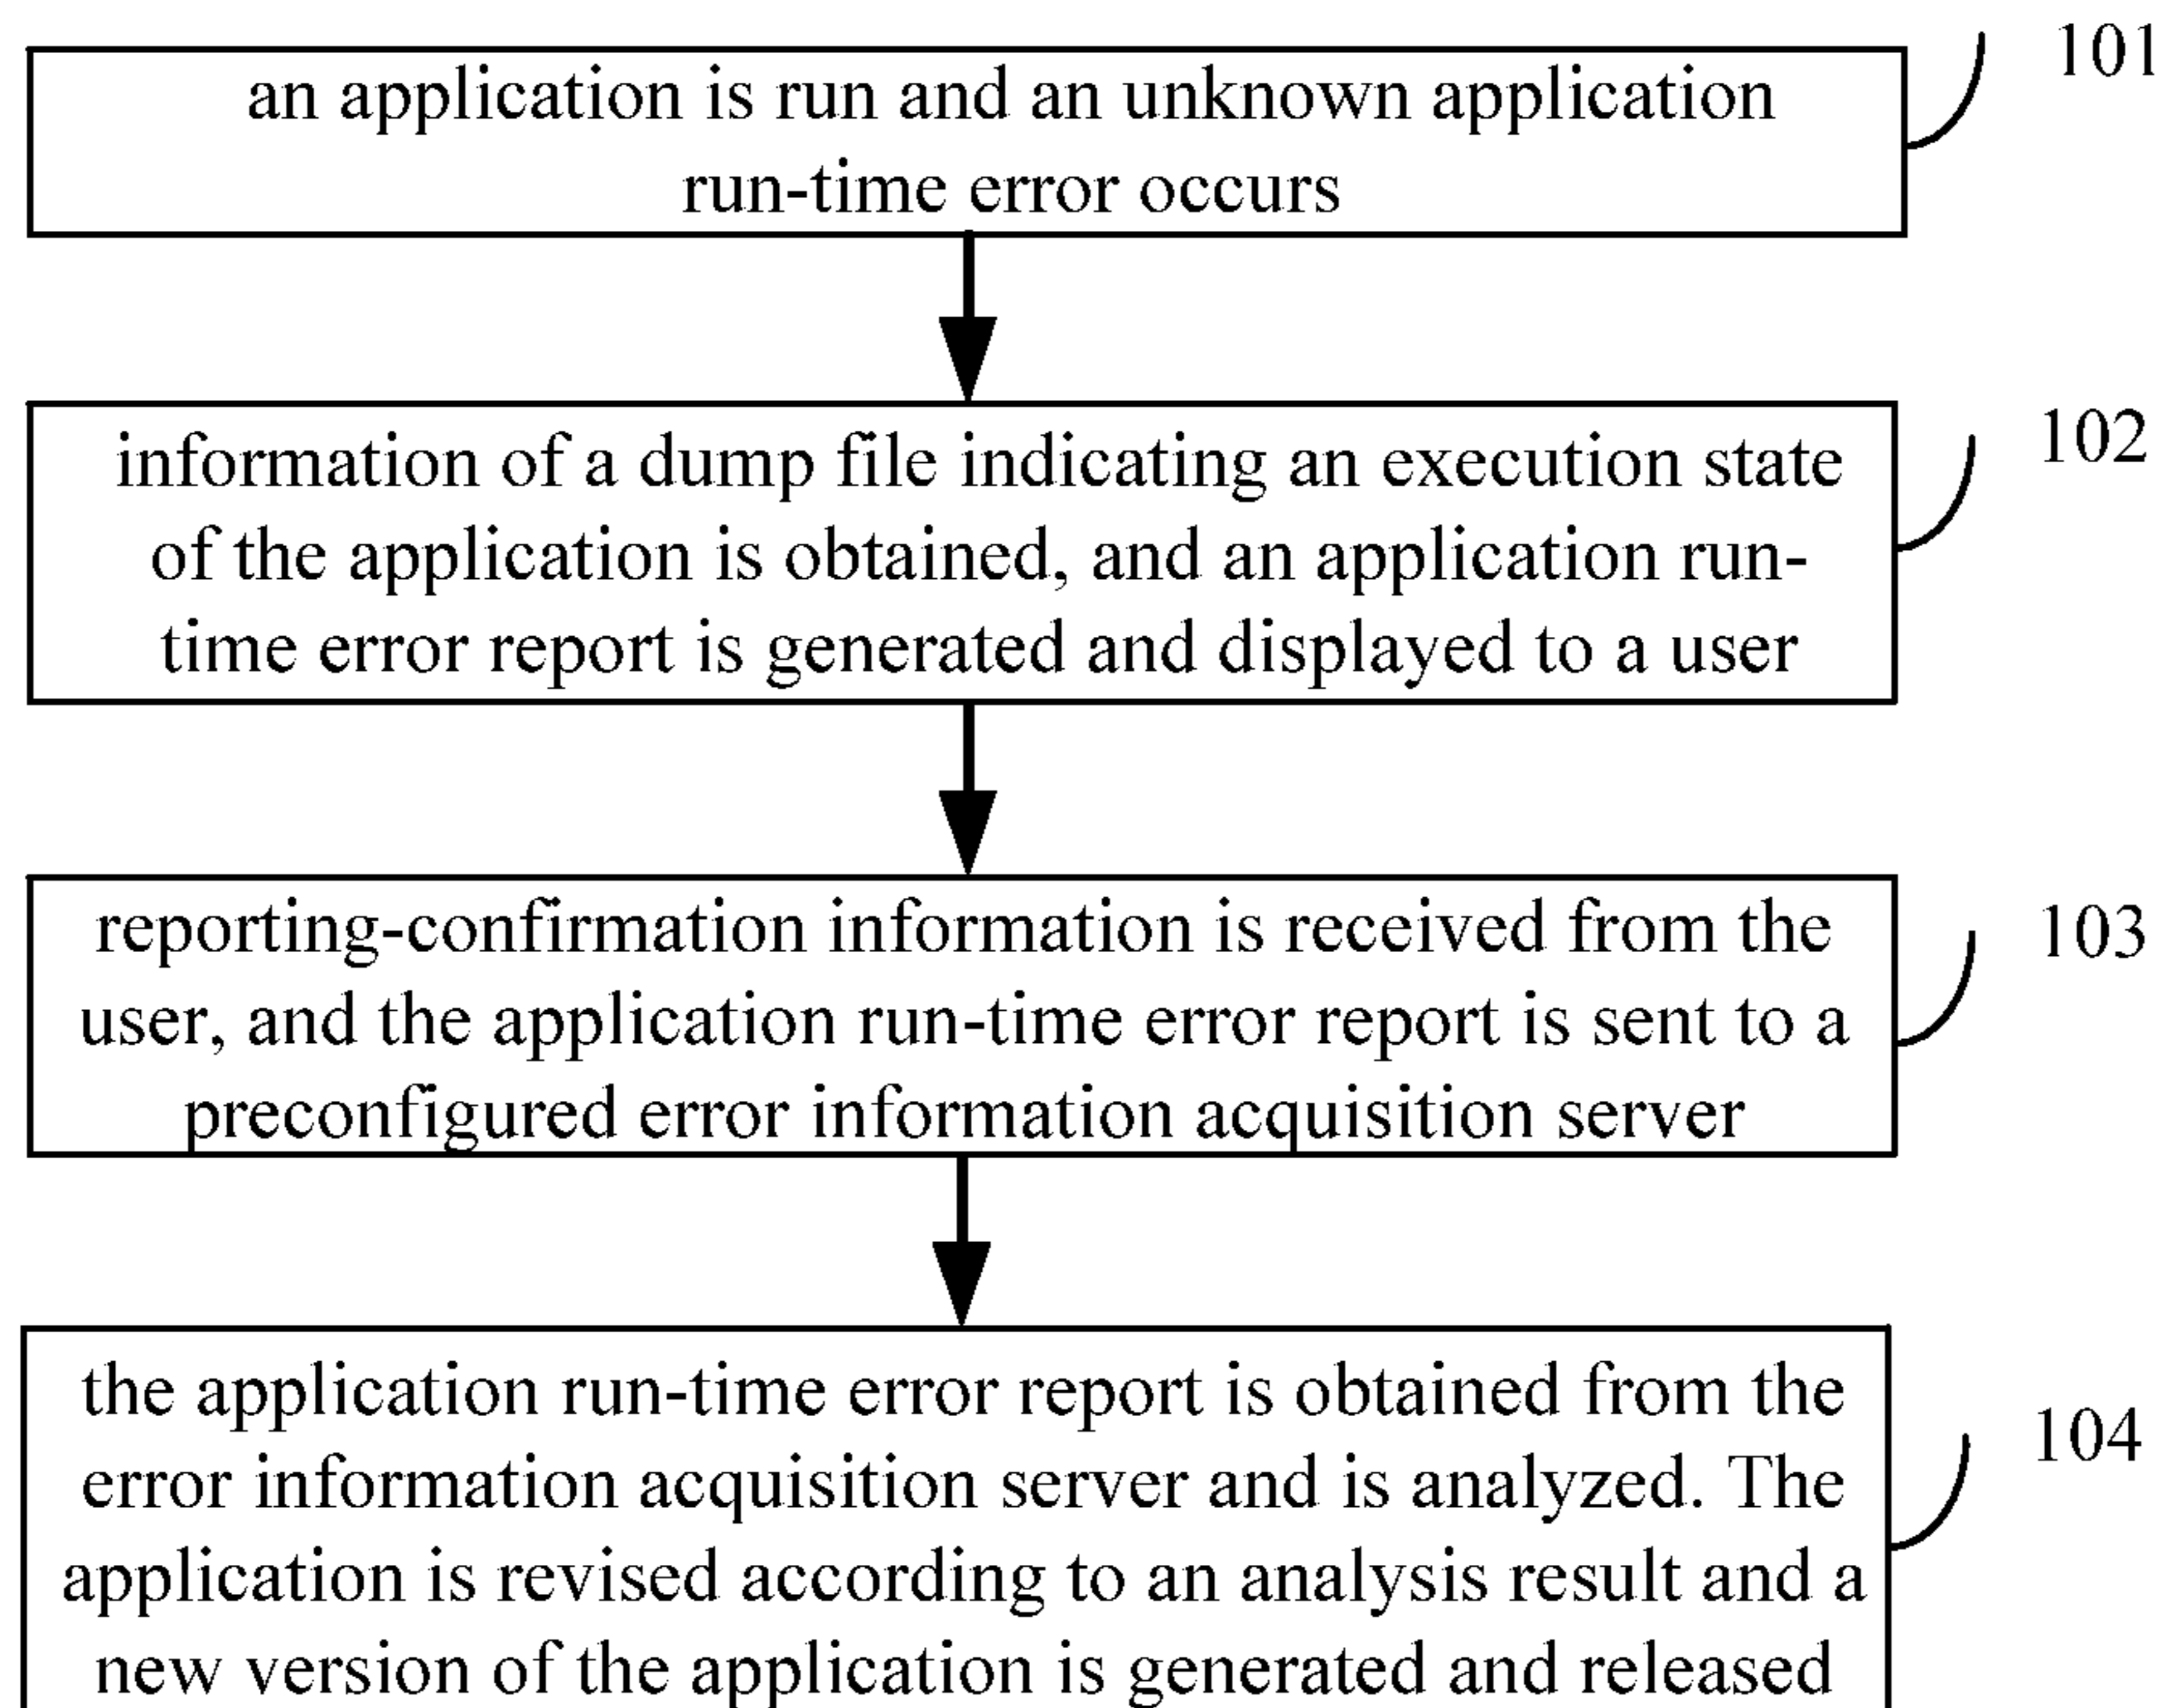 101
an application is run and an unknown application
run-time error occurs
102
information of a dump file indicating an execution state
of the application is obtained, and an application run-
time error report is generated and displayed to a user
103
reporting-confirmation information is received from the
user, and the application run-time error report is sent to a
preconfigured error information acquisition server
104
the application run-time error report is obtained from the
error information acquisition server and is analyzed. The
application is revised according to an analysis result and a
new version of the application is generated and released